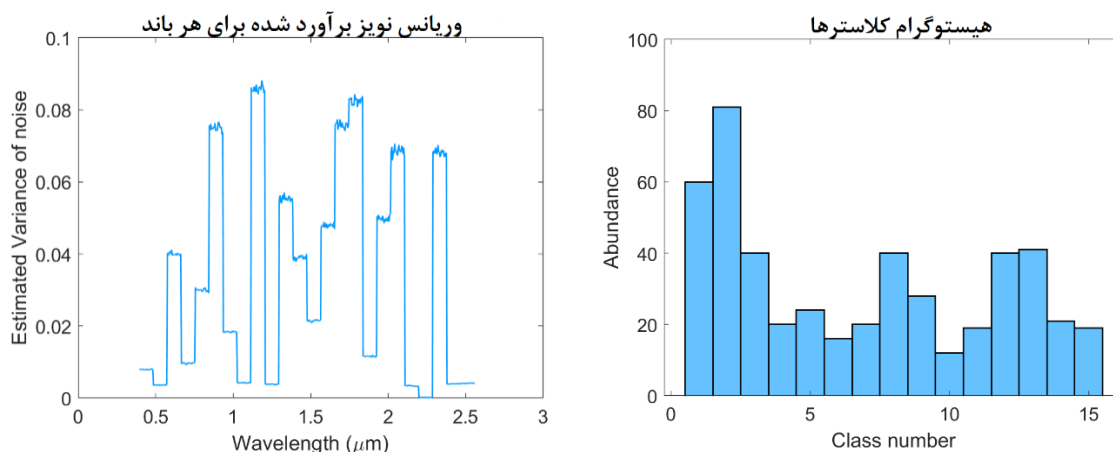 وریانس نویز برآورد شده برای هر باند
0.1
0.08
0.06
0.04
0.02
0
Estimated Variance of noise
0 0.5 1 1.5 2 2.5 3
Wavelength (μm)
هیستوگرام کلاسترها
100
80
60
40
20
0
Abundance
0 5 10 15
Class number